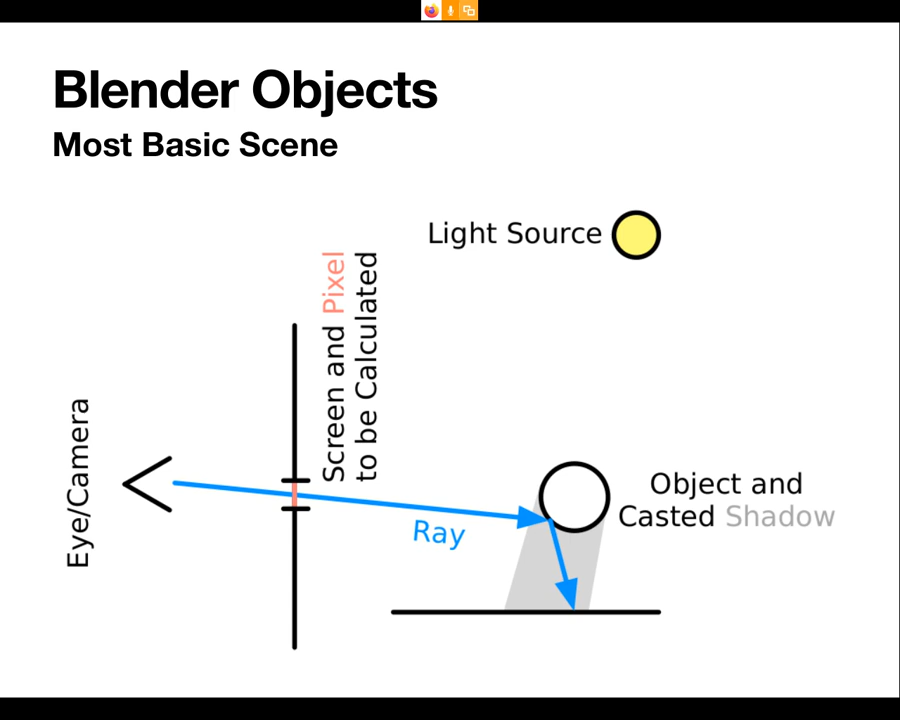 Blender Objects
Most Basic Scene
Light Source
Screen and Pixel
to be Calculated
Eye/Camera
Ray
Object and
Casted Shadow